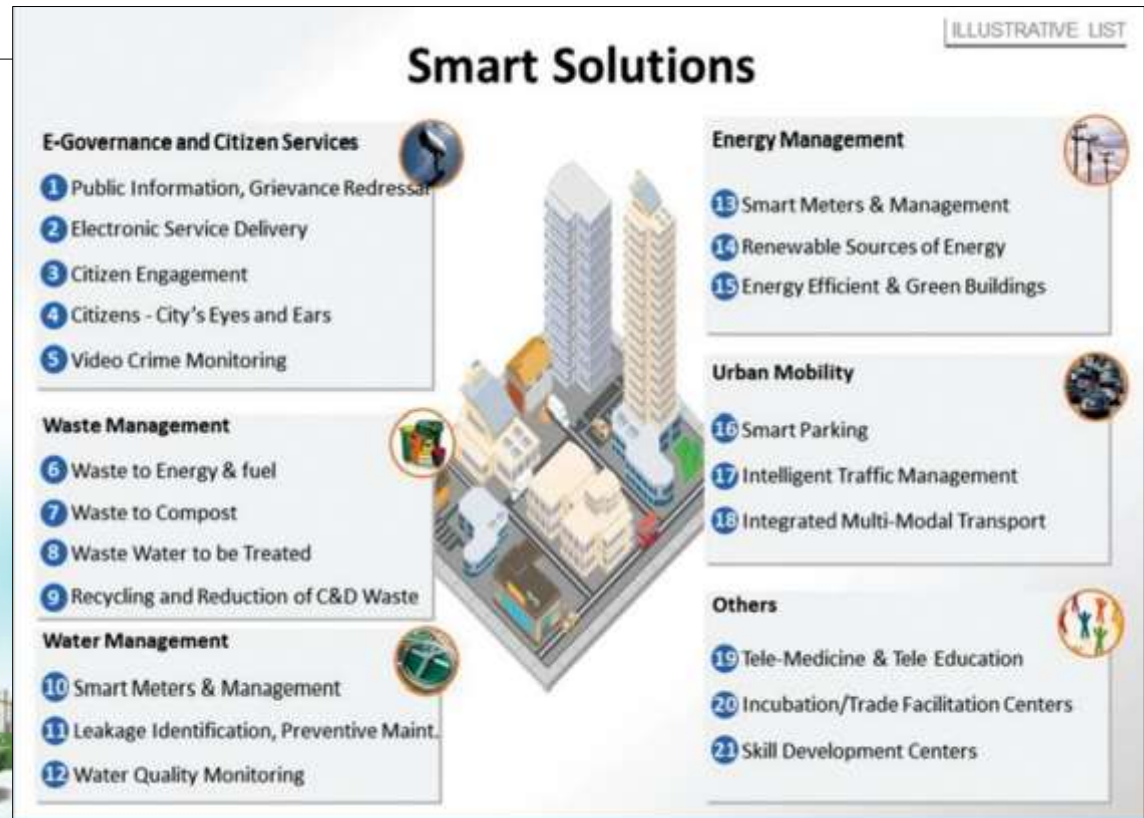 ILLUSTRATIVE LIST
Smart Solutions
E-Governance and Citizen Services
1 Public Information, Grievance Redressal
2 Electronic Service Delivery
3 Citizen Engagement
4 Citizens - City's Eyes and Ears
5 Video Crime Monitoring
Waste Management
6 Waste to Energy & fuel
7 Waste to Compost
8 Waste Water to be Treated
9 Recycling and Reduction of C&D Waste
Water Management
10 Smart Meters & Management
11 Leakage Identification, Preventive Maint.
12 Water Quality Monitoring
Energy Management
13 Smart Meters & Management
14 Renewable Sources of Energy
15 Energy Efficient & Green Buildings
Urban Mobility
16 Smart Parking
17 Intelligent Traffic Management
18 Integrated Multi-Modal Transport
Others
19 Tele-Medicine & Tele Education
20 Incubation/Trade Facilitation Centers
21 Skill Development Centers